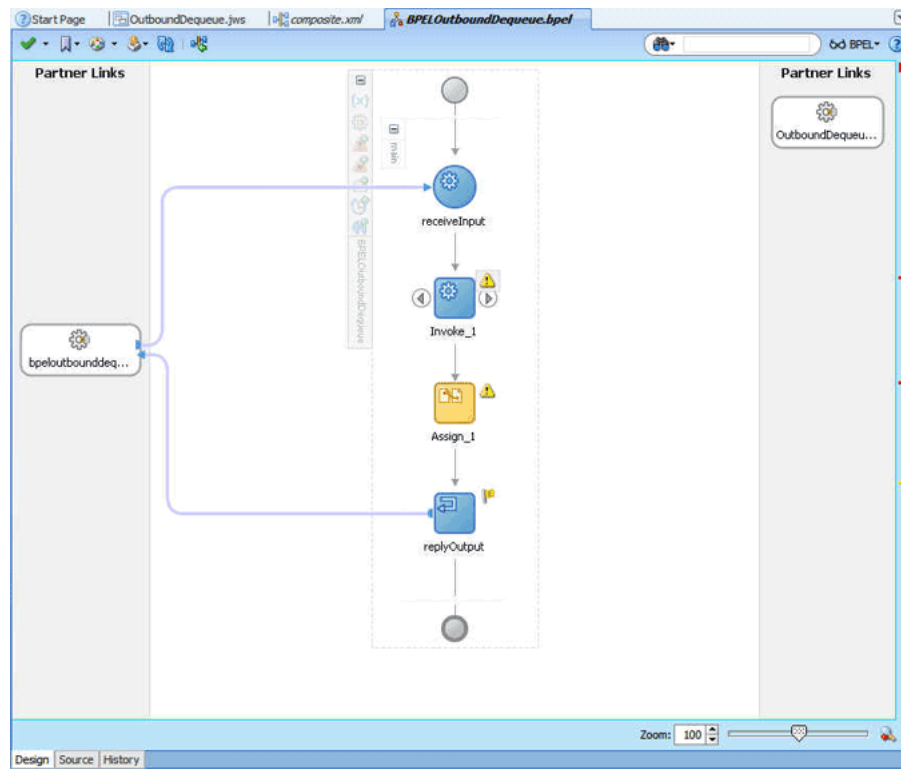 Start Page OutboundDequeue.jws composite.xml BPELOutboundDequeue.bpel
BPEL
Partner Links
Partner Links
main
OutboundDequeu...
receiveInput
BPELOutboundDequeue
Invoke_1
bpeloutbounddeq...
Assign_1
replyOutput
Zoom: 100
Design Source History